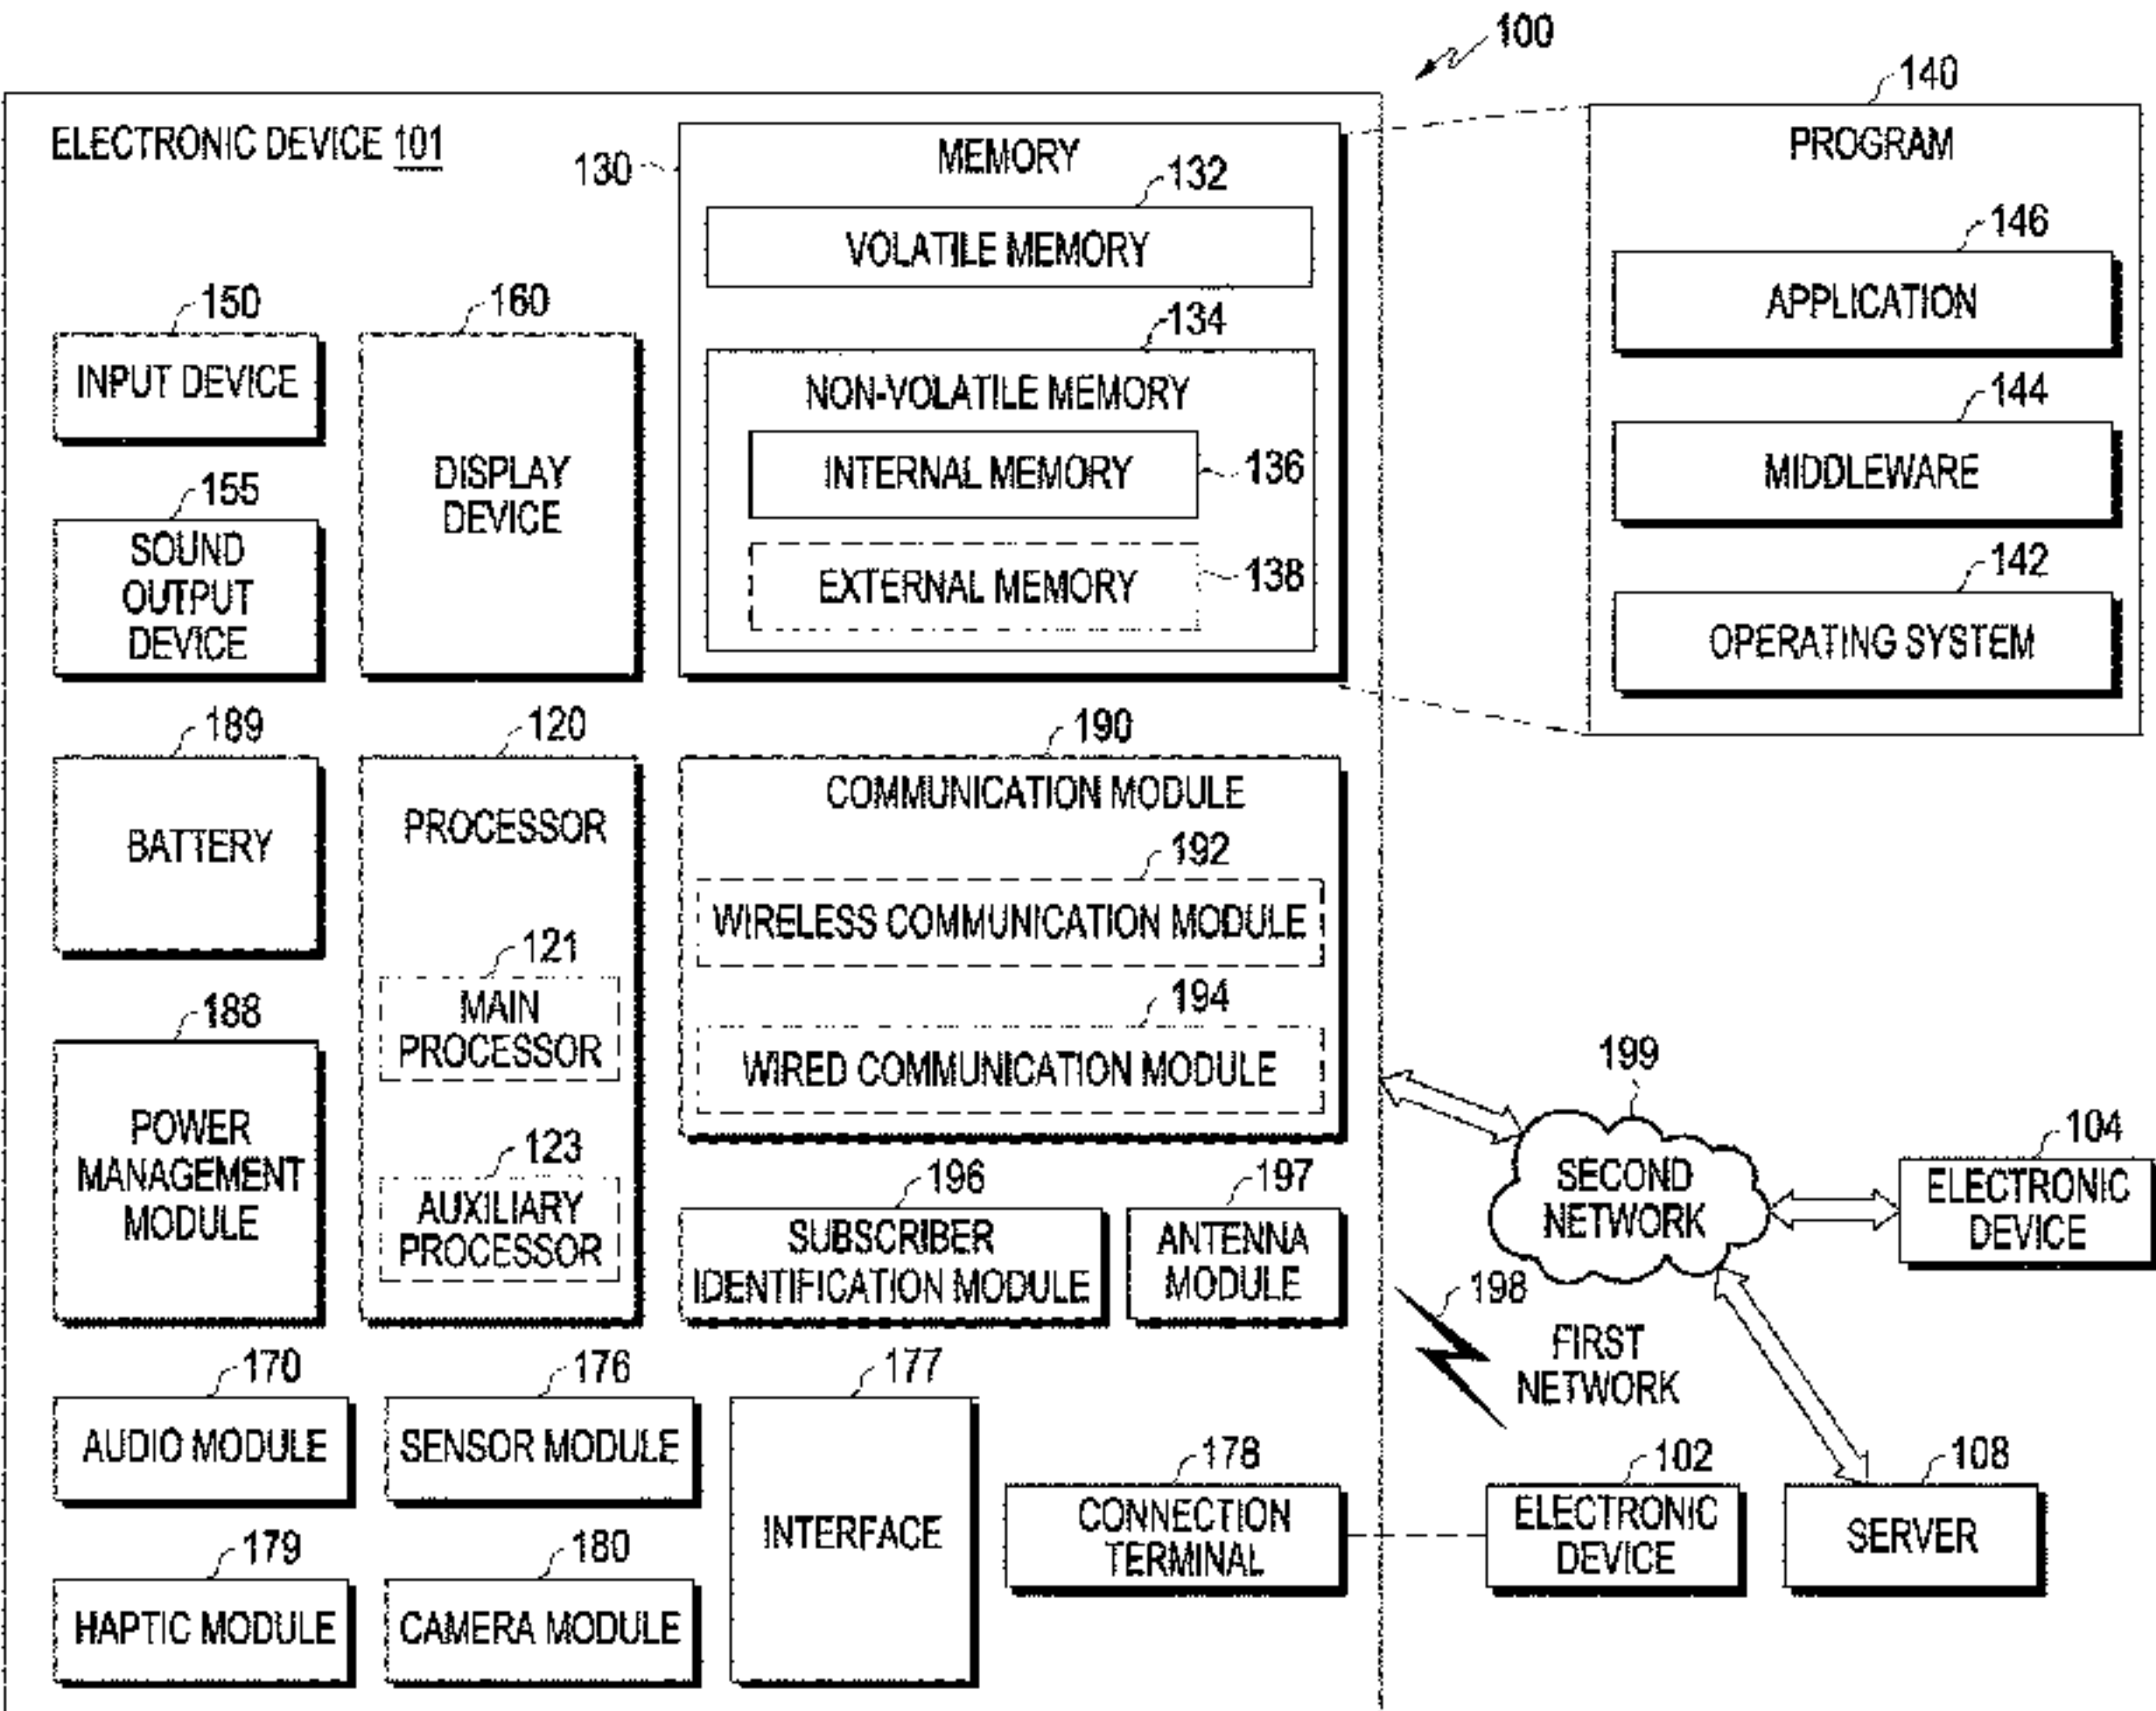 100
140
ELECTRONIC DEVICE 101
130
MEMORY
132
VOLATILE MEMORY
134
NON-VOLATILE MEMORY
INTERNAL MEMORY
136
EXTERNAL MEMORY
138
PROGRAM
146
APPLICATION
144
MIDDLEWARE
142
OPERATING SYSTEM
150
INPUT DEVICE
160
DISPLAY
DEVICE
155
SOUND
OUTPUT
DEVICE
189
BATTERY
120
PROCESSOR
121
MAIN
PROCESSOR
123
AUXILIARY
PROCESSOR
190
COMMUNICATION MODULE
192
WIRELESS COMMUNICATION MODULE
194
WIRED COMMUNICATION MODULE
188
POWER
MANAGEMENT
MODULE
196
SUBSCRIBER
IDENTIFICATION MODULE
197
ANTENNA
MODULE
199
SECOND
NETWORK
104
ELECTRONIC
DEVICE
198
FIRST
NETWORK
170
AUDIO MODULE
176
SENSOR MODULE
177
INTERFACE
178
CONNECTION
TERMINAL
102
ELECTRONIC
DEVICE
108
SERVER
179
HAPTIC MODULE
180
CAMERA MODULE